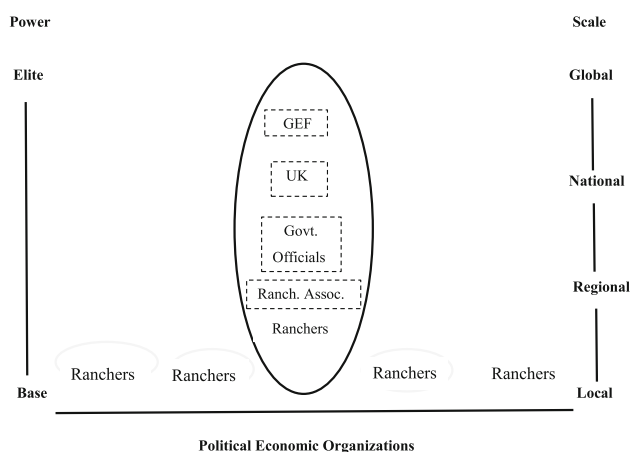 Power
Scale
Elite
Global
GEF
UK
National
Govt.
Officials
Regional
Ranch. Assoc.
Ranchers
Ranchers
Ranchers
Ranchers
Ranchers
Base
Local
Political Economic Organizations